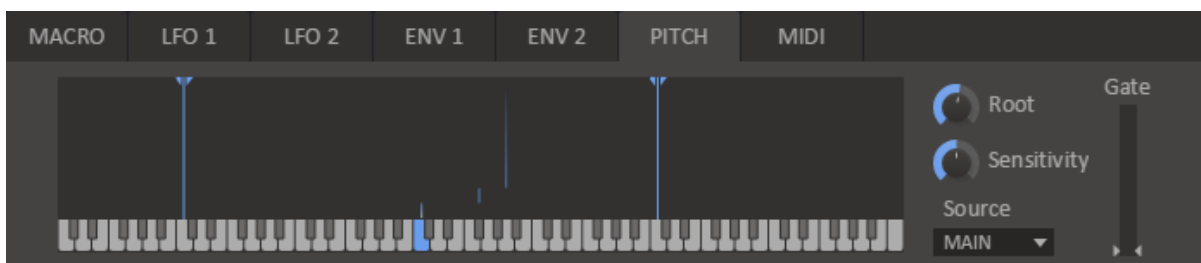 MACRO LFO 1 LFO 2 ENV 1 ENV 2 PITCH MIDI
Gate
Root
Sensitivity
Source
MAIN